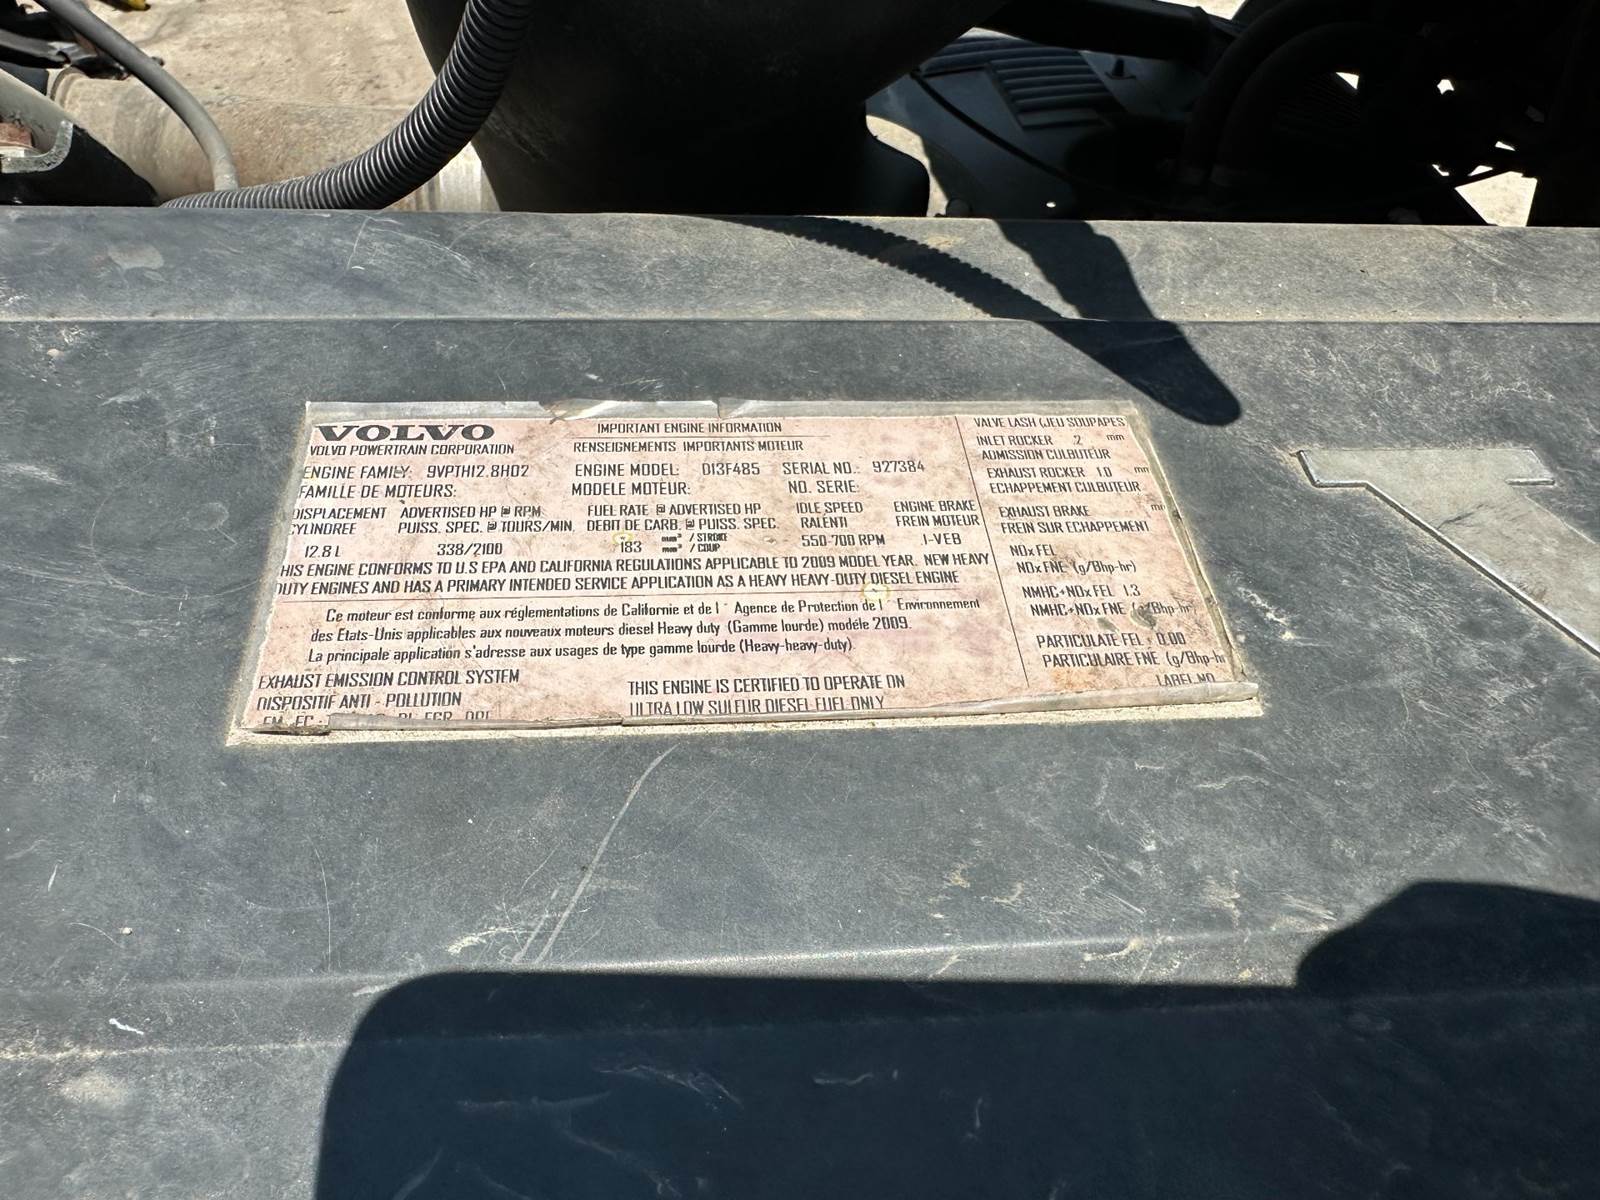 VOLVO
VOLVO POWERTRAIN CORPORATION
IMPORTANT ENGINE INFORMATION
RENSEIGNEMENTS IMPORTANTS MOTEUR
ENGINE FAMILY: 9VPTH12.8H02 ENGINE MODEL: D13F485 SERIAL NO.: 927384
FAMILLE DE MOTEURS: MODELE MOTEUR: NO. SERIE:
DISPLACEMENT ADVERTISED HP @ RPM FUEL RATE @ ADVERTISED HP IDLE SPEED ENGINE BRAKE
CYLINDREE PUISS. SPEC. @ TOURS/MIN. DEBIT DE CARB. @ PUISS. SPEC. RALENTI FREIN MOTEUR
12.8 L 338/2100 183 mm³ / STROKE 550-700 RPM I-VEB
mm³ / COUP
THIS ENGINE CONFORMS TO U.S EPA AND CALIFORNIA REGULATIONS APPLICABLE TO 2009 MODEL YEAR. NEW HEAVY
DUTY ENGINES AND HAS A PRIMARY INTENDED SERVICE APPLICATION AS A HEAVY HEAVY-DUTY DIESEL ENGINE
Ce moteur est conforme aux réglementations de Californie et de l' Agence de Protection de l' Environnement
des Etats-Unis applicables aux nouveaux moteurs diesel Heavy duty (Gamme lourde) modéle 2009.
La principale application s'adresse aux usages de type gamme lourde (Heavy-heavy-duty).
EXHAUST EMISSION CONTROL SYSTEM
DISPOSITIF ANTI - POLLUTION
EM, EC DI, EGR,
THIS ENGINE IS CERTIFIED TO OPERATE ON
ULTRA LOW SULFUR DIESEL FUEL ONLY
VALVE LASH (JEU SOUPAPES
INLET ROCKER .2 mm
ADMISSION CULBUTEUR
EXHAUST ROCKER 1.0 mm
ECHAPPEMENT CULBUTEUR
EXHAUST BRAKE mm
FREIN SUR ECHAPPEMENT
NOx FEL
NOx FNE (g/Bhp-hr)
NMHC+NOx FEL 1.3
NMHC+NOx FNE (g/Bhp-hr
PARTICULATE FEL 0.00
PARTICULAIRE FNE (g/Bhp-hr
LABEL NO.